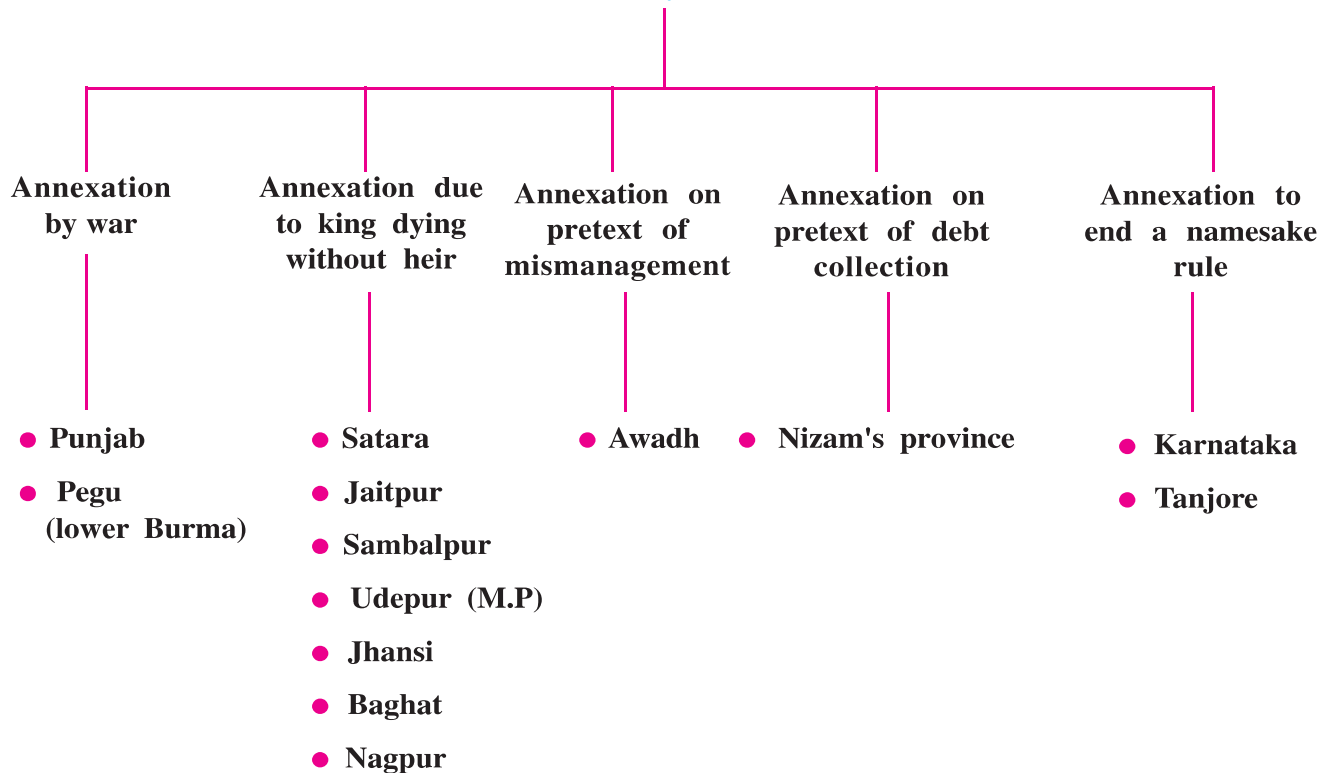 Annexation
by war
Annexation due
to king dying
without heir
Annexation on
pretext of
mismanagement
Annexation on
pretext of debt
collection
Annexation to
end a namesake
rule
● Punjab
● Pegu
(lower Burma)
● Satara
● Jaitpur
● Sambalpur
● Udepur (M.P)
● Jhansi
● Baghat
● Nagpur
● Awadh
● Nizam's province
● Karnataka
● Tanjore